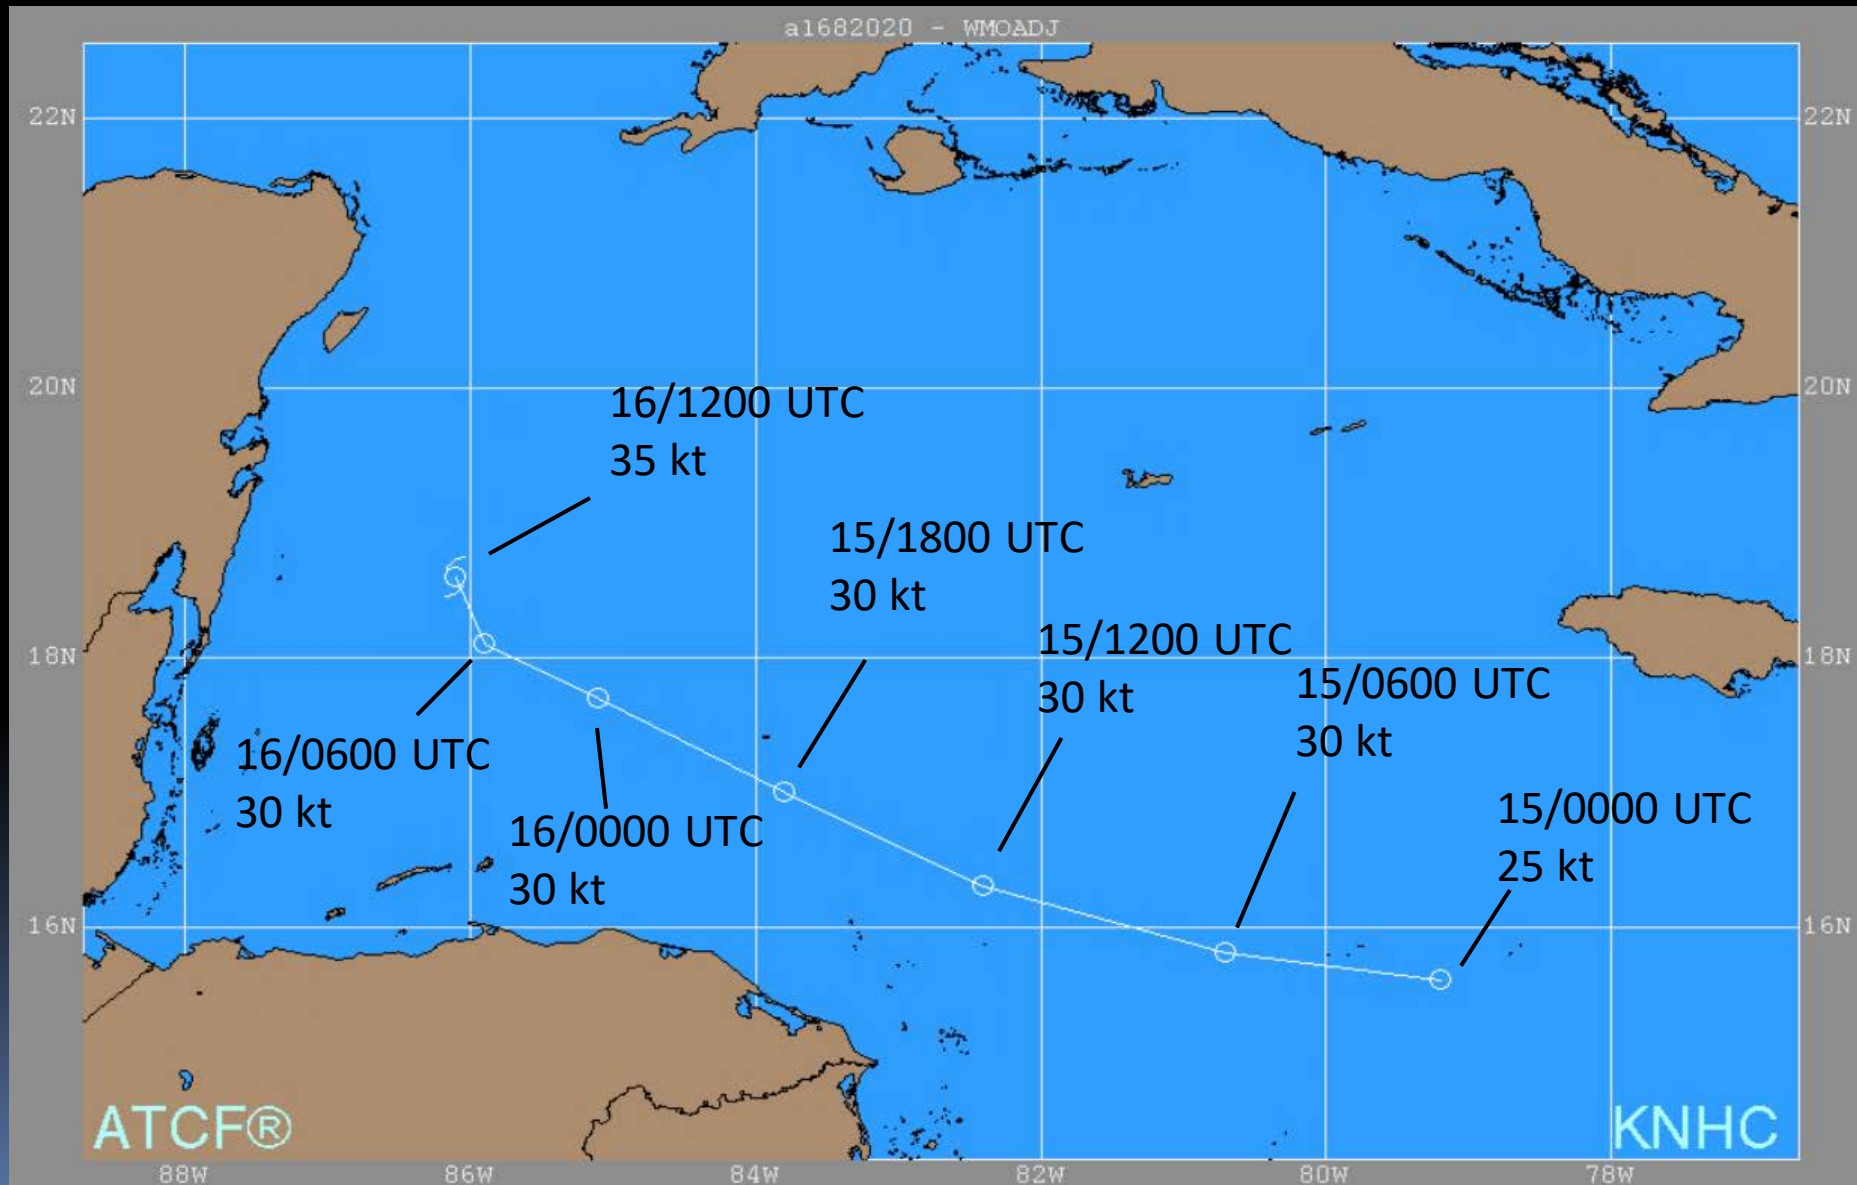 a1682020 - WMOADJ
22N
22N
20N
20N
16/1200 UTC
35 kt
15/1800 UTC
30 kt
15/1200 UTC
30 kt
18N
18N
15/0600 UTC
30 kt
16/0600 UTC
30 kt
16/0000 UTC
30 kt
15/0000 UTC
25 kt
16N
16N
ATCF®
KNHC
88W
86W
84W
82W
80W
78W